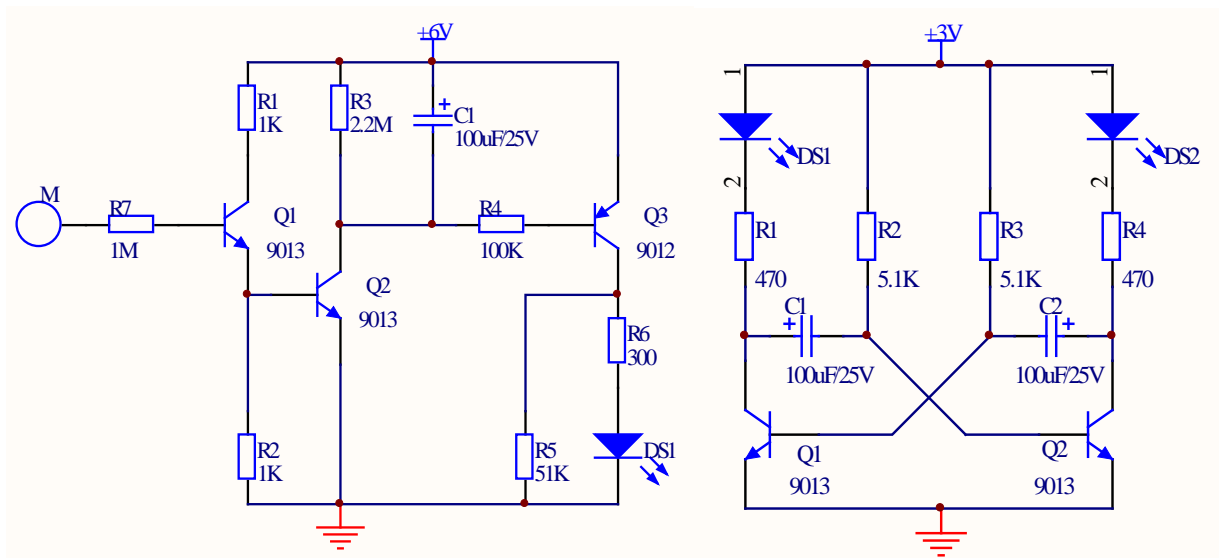 +6V
R1
1K
R3
2.2M
C1
100uF/25V
M
R7
1M
Q1
9013
R4
100K
Q3
9012
Q2
9013
R6
300
R2
1K
R5
51K
DS1
+3V
1
DS1
2
1
DS2
2
R1
470
R2
5.1K
R3
5.1K
R4
470
C1
100uF/25V
C2
100uF/25V
Q1
9013
Q2
9013